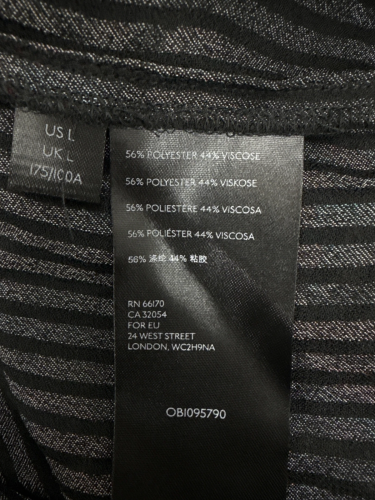 US L
UK L
175/100A
56% POLYESTER 44% VISCOSE
56% POLYESTER 44% VISKOSE
56% POLIESTERE 44% VISCOSA
56% POLIÉSTER 44% VISCOSA
56% 涤纶 44% 粘胶
RN 66170
CA 32054
FOR EU
24 WEST STREET
LONDON, WC2H9NA
OBI095790